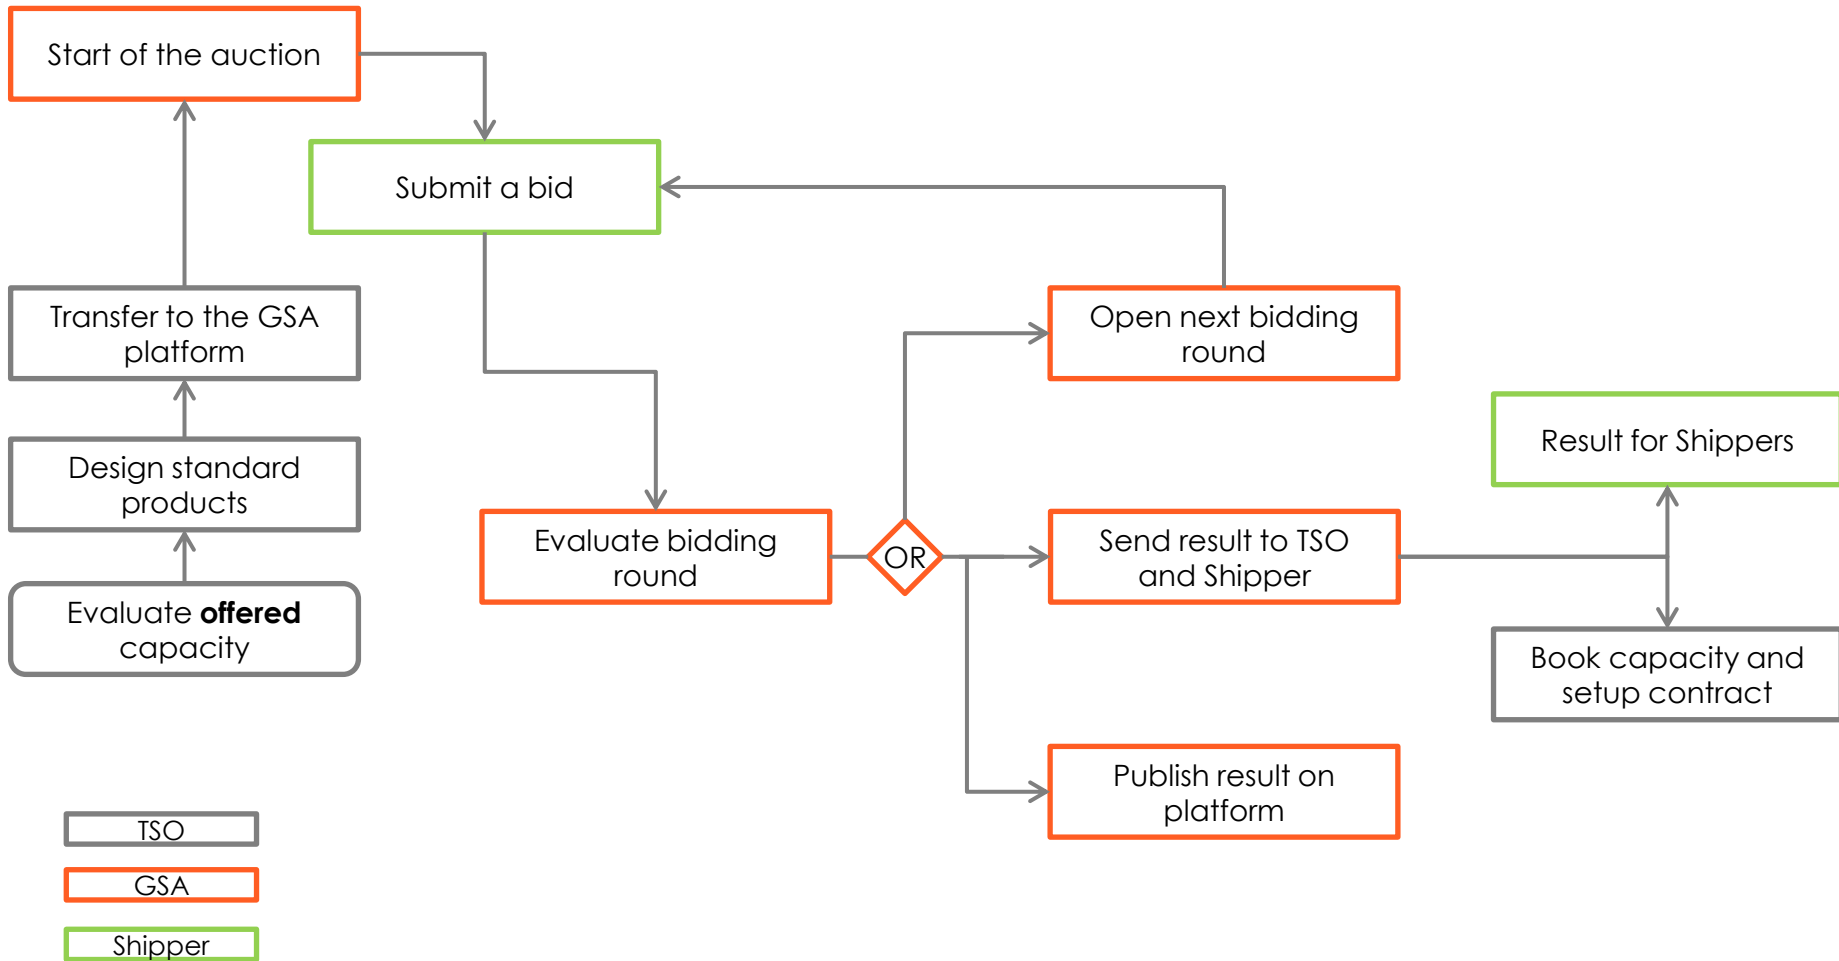 Start of the auction
Submit a bid
Transfer to the GSA
platform
Open next bidding
round
Design standard
products
Result for Shippers
Evaluate bidding
round
OR
Send result to TSO
and Shipper
Evaluate offered
capacity
Book capacity and
setup contract
Publish result on
platform
TSO
GSA
Shipper